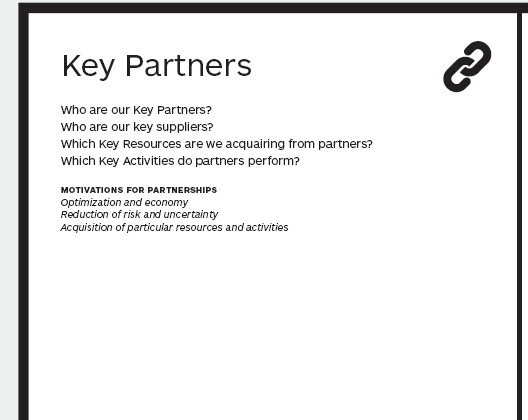 Key Partners
Who are our Key Partners?
Who are our key suppliers?
Which Key Resources are we acquairing from partners?
Which Key Activities do partners perform?
MOTIVATIONS FOR PARTNERSHIPS
Optimization and economy
Reduction of risk and uncertainty
Acquisition of particular resources and activities